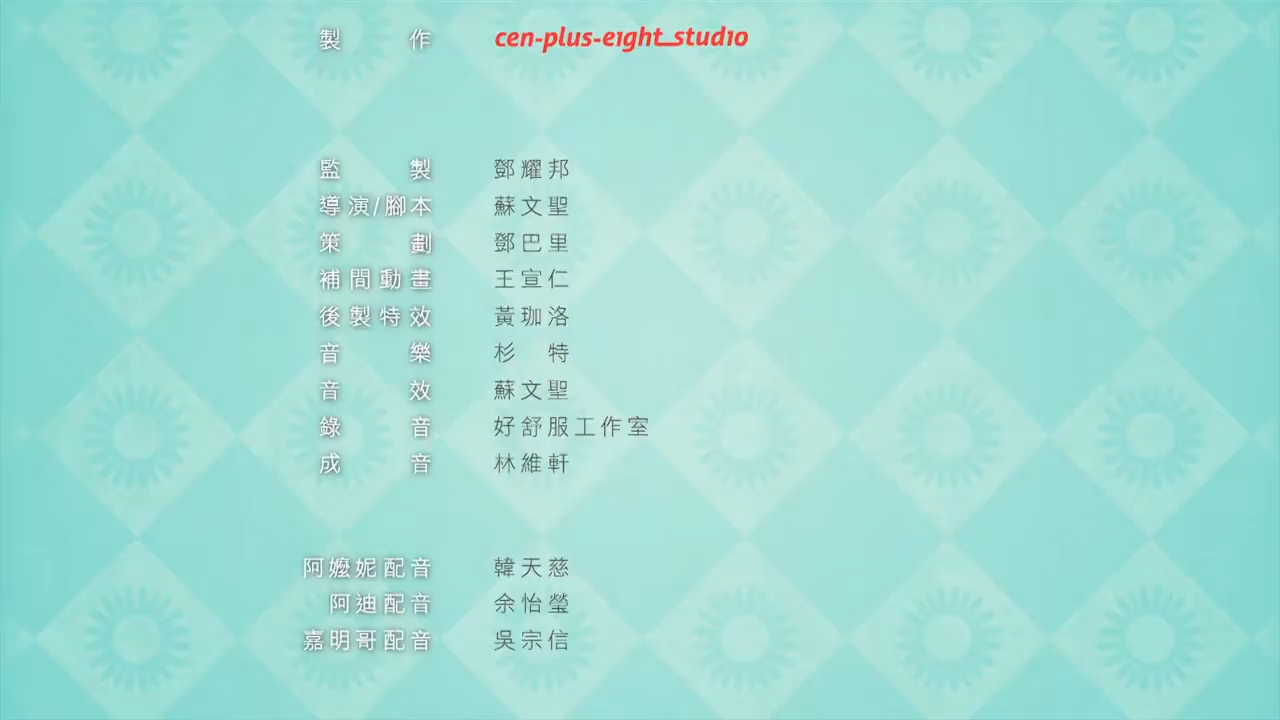 製作 cen-plus-eight_studio
監製 鄧耀邦
導演/腳本 蘇文聖
策劃 鄧巴里
補間動畫 王宣仁
後製特效 黃珈洛
音樂 杉 特
音效 蘇文聖
錄音 好舒服工作室
成音 林維軒
阿嬤妮配音 韓天慈
阿迪配音 余怡瑩
嘉明哥配音 吳宗信